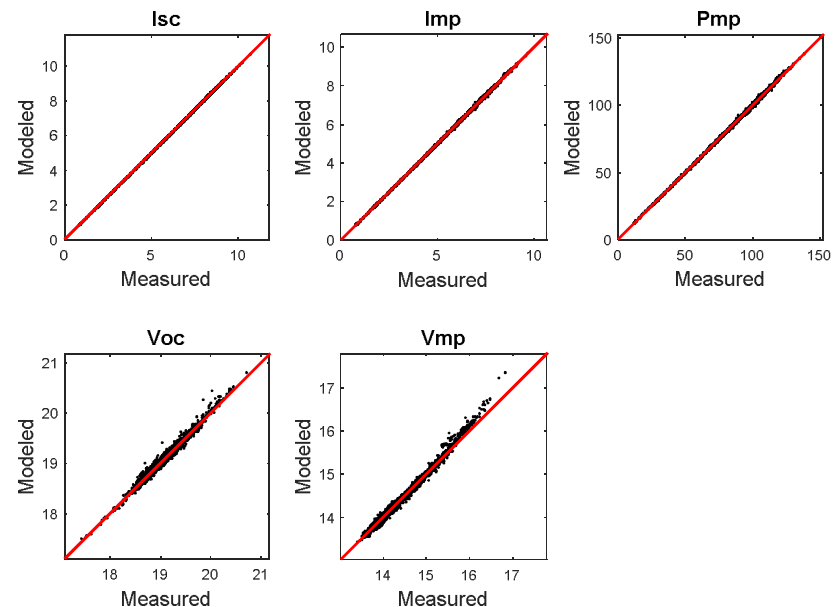 Isc
Modeled
10
8
6
4
2
0
0 5 10
Measured
Imp
Modeled
10
8
6
4
2
0
0 5 10
Measured
Pmp
Modeled
150
100
50
0
0 50 100 150
Measured
Voc
Modeled
21
20
19
18
18 19 20 21
Measured
Vmp
Modeled
17
16
15
14
14 15 16 17
Measured